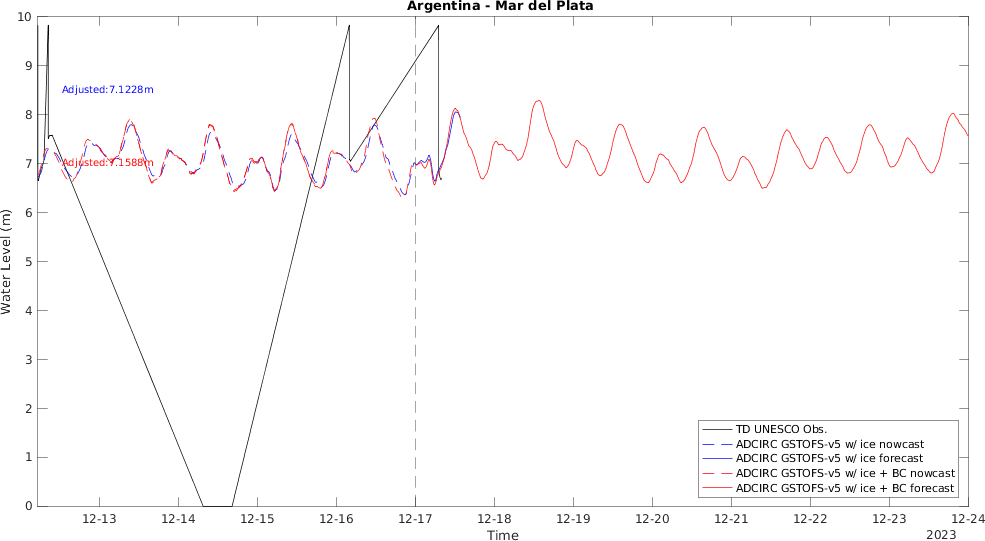 Argentina - Mar del Plata
10
9
8
7
6
5
4
3
2
1
0
Water Level (m)
Adjusted:7.1228m
Adjusted:7.1588m
TD UNESCO Obs.
ADCIRC GSTOFS-v5 w/ ice nowcast
ADCIRC GSTOFS-v5 w/ ice forecast
ADCIRC GSTOFS-v5 w/ ice + BC nowcast
ADCIRC GSTOFS-v5 w/ ice + BC forecast
12-13 12-14 12-15 12-16 12-17 12-18 12-19 12-20 12-21 12-22 12-23 12-24
Time
2023